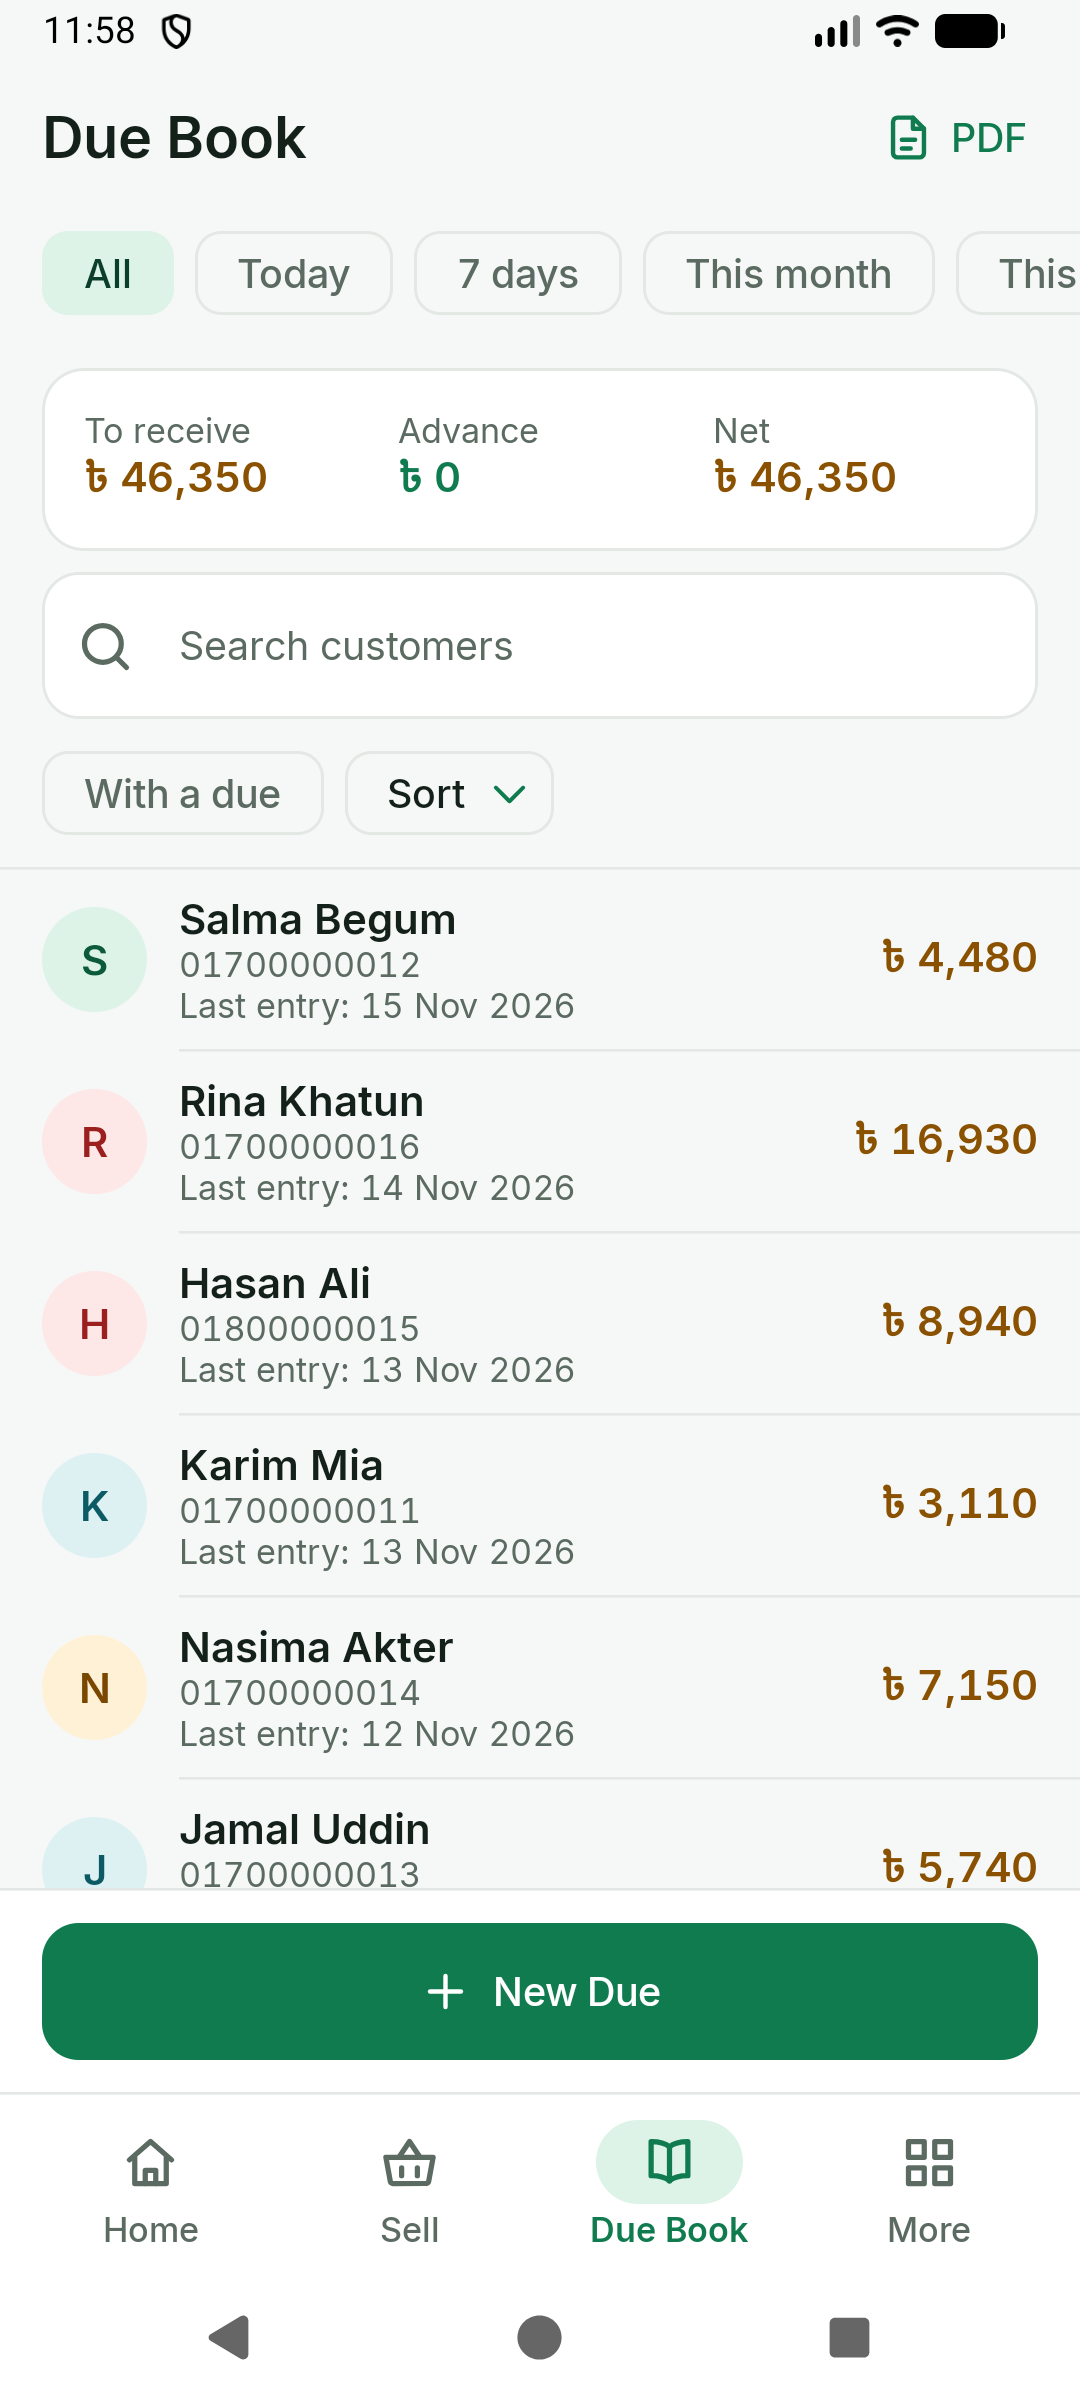 11:58
Due Book
PDF
All
Today
7 days
This month
This
To receive
Advance
Net
৳ 46,350
৳ 0
৳ 46,350
Search customers
With a due
Sort
Salma Begum
01700000012
Last entry: 15 Nov 2026
৳ 4,480
Rina Khatun
01700000016
Last entry: 14 Nov 2026
৳ 16,930
Hasan Ali
01800000015
Last entry: 13 Nov 2026
৳ 8,940
Karim Mia
01700000011
Last entry: 13 Nov 2026
৳ 3,110
Nasima Akter
01700000014
Last entry: 12 Nov 2026
৳ 7,150
Jamal Uddin
01700000013
৳ 5,740
S
R
H
K
N
J
New Due
Home
Sell
Due Book
More